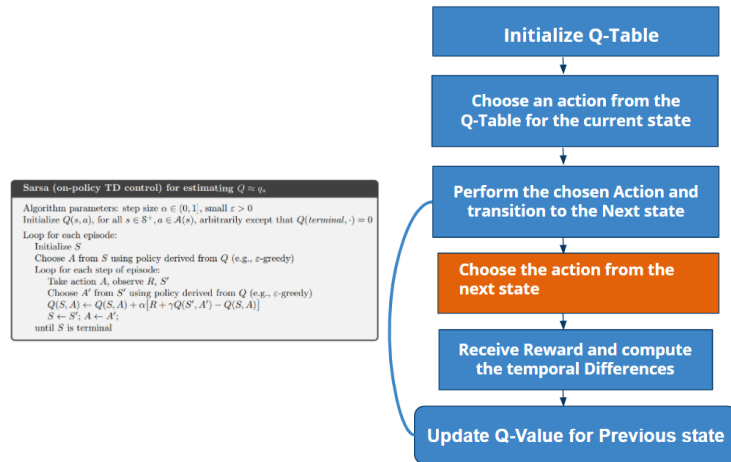 Sarsa (on-policy TD control) for estimating Q ≈ q*
Algorithm parameters: step size α ∈ (0, 1], small ε > 0
Initialize Q(s, a), for all s ∈ S⁺, a ∈ A(s), arbitrarily except that Q(terminal, ·) = 0
Loop for each episode:
Initialize S
Choose A from S using policy derived from Q (e.g., ε-greedy)
Loop for each step of episode:
Take action A, observe R, S′
Choose A′ from S′ using policy derived from Q (e.g., ε-greedy)
Q(S, A) ← Q(S, A) + α[R + γQ(S′, A′) − Q(S, A)]
S ← S′; A ← A′;
until S is terminal
Initialize Q-Table
Choose an action from the
Q-Table for the current state
Perform the chosen Action and
transition to the Next state
Choose the action from the
next state
Receive Reward and compute
the temporal Differences
Update Q-Value for Previous state